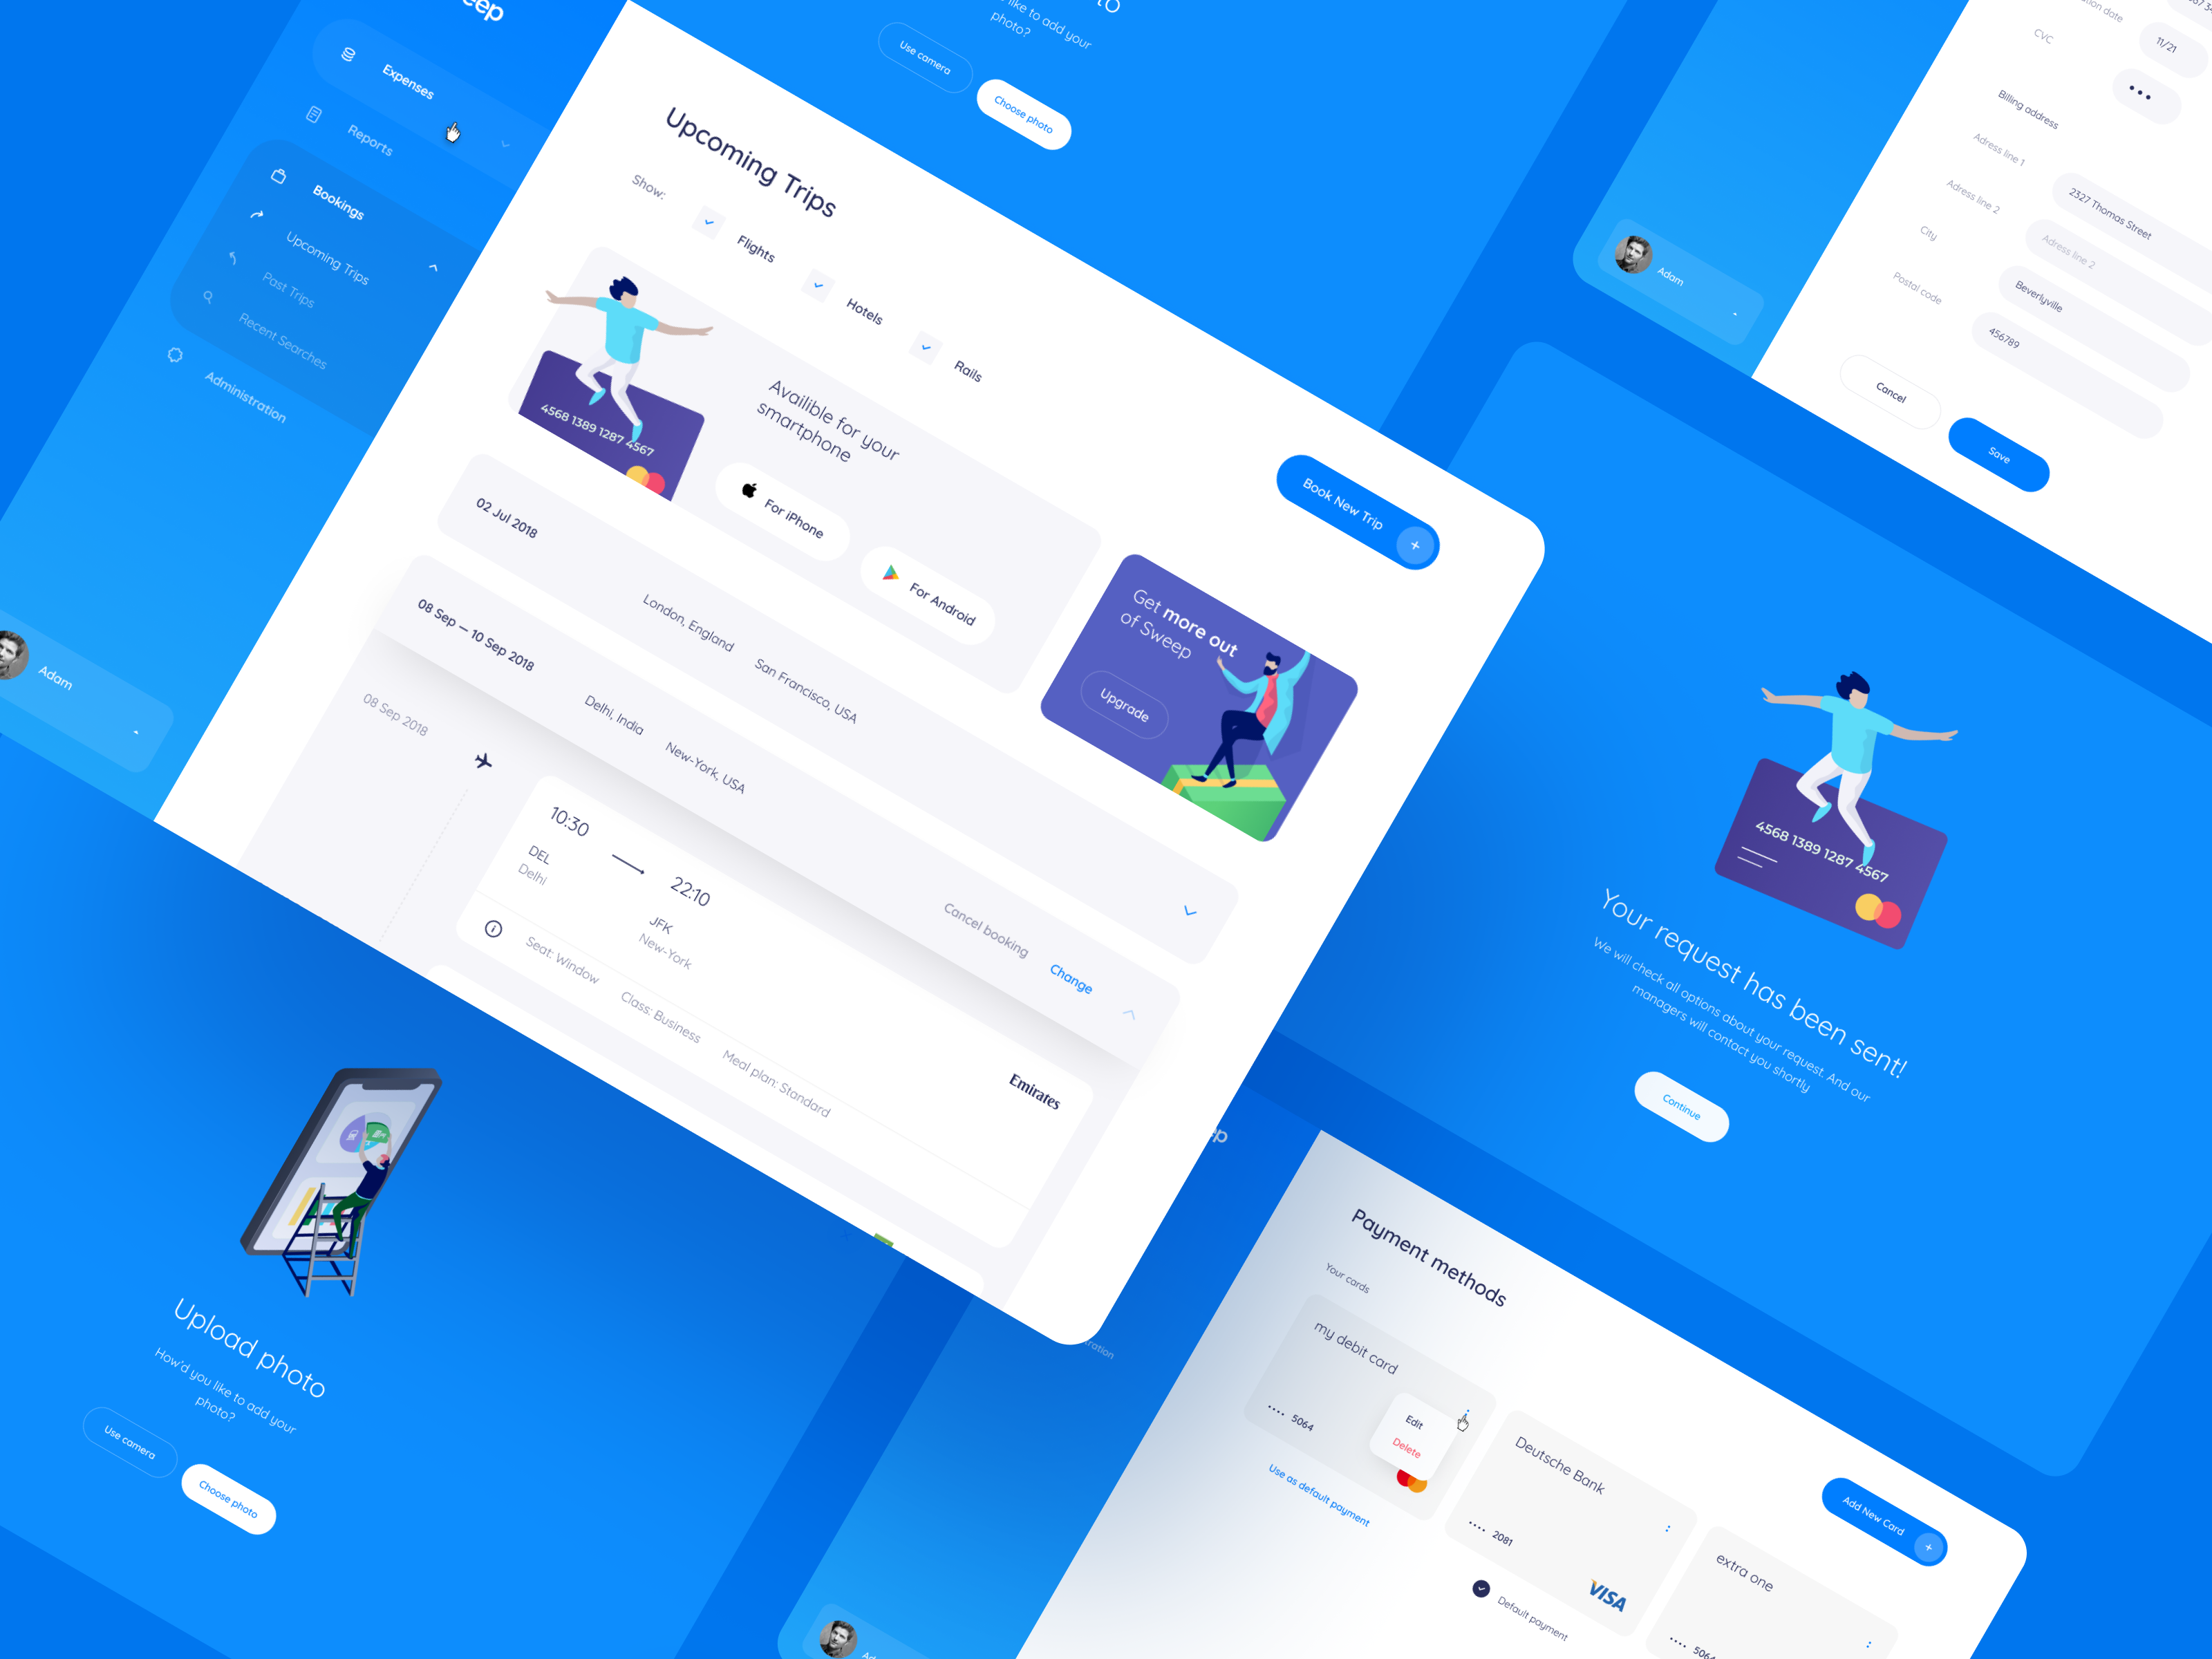 eep
Expenses
Reports
Bookings
Upcoming Trips
Past Trips
Recent Searches
Administration
Adam
Upcoming Trips
Show:
Flights
Hotels
Rails
Availible for your
smartphone
For iPhone
For Android
4568 1389 1287 4567
Book New Trip
Get more out
of Sweep
Upgrade
02 Jul 2018
London, England
San Francisco, USA
08 Sep — 10 Sep 2018
Delhi, India
New-York, USA
Cancel booking
Change
08 Sep 2018
10:30
22:10
DEL
Delhi
JFK
New-York
Emirates
Seat: Window
Class: Business
Meal plan: Standard
like to add your
photo?
Use camera
Choose photo
CVC
11/21
Billing address
Adress line 1
2327 Thomas Street
Adress line 2
Adress line 2
City
Beverlyville
Postal code
456789
Cancel
Save
Adam
4568 1389 1287 4567
Your request has been sent!
We will check all options about your request. And our
managers will contact you shortly
Continue
Upload photo
How'd you like to add your
photo?
Use camera
Choose photo
Payment methods
Your cards
my debit card
•••• 5064
Edit
Delete
Use as default payment
Deutsche Bank
•••• 2081
VISA
Default payment
Add New Card
extra one